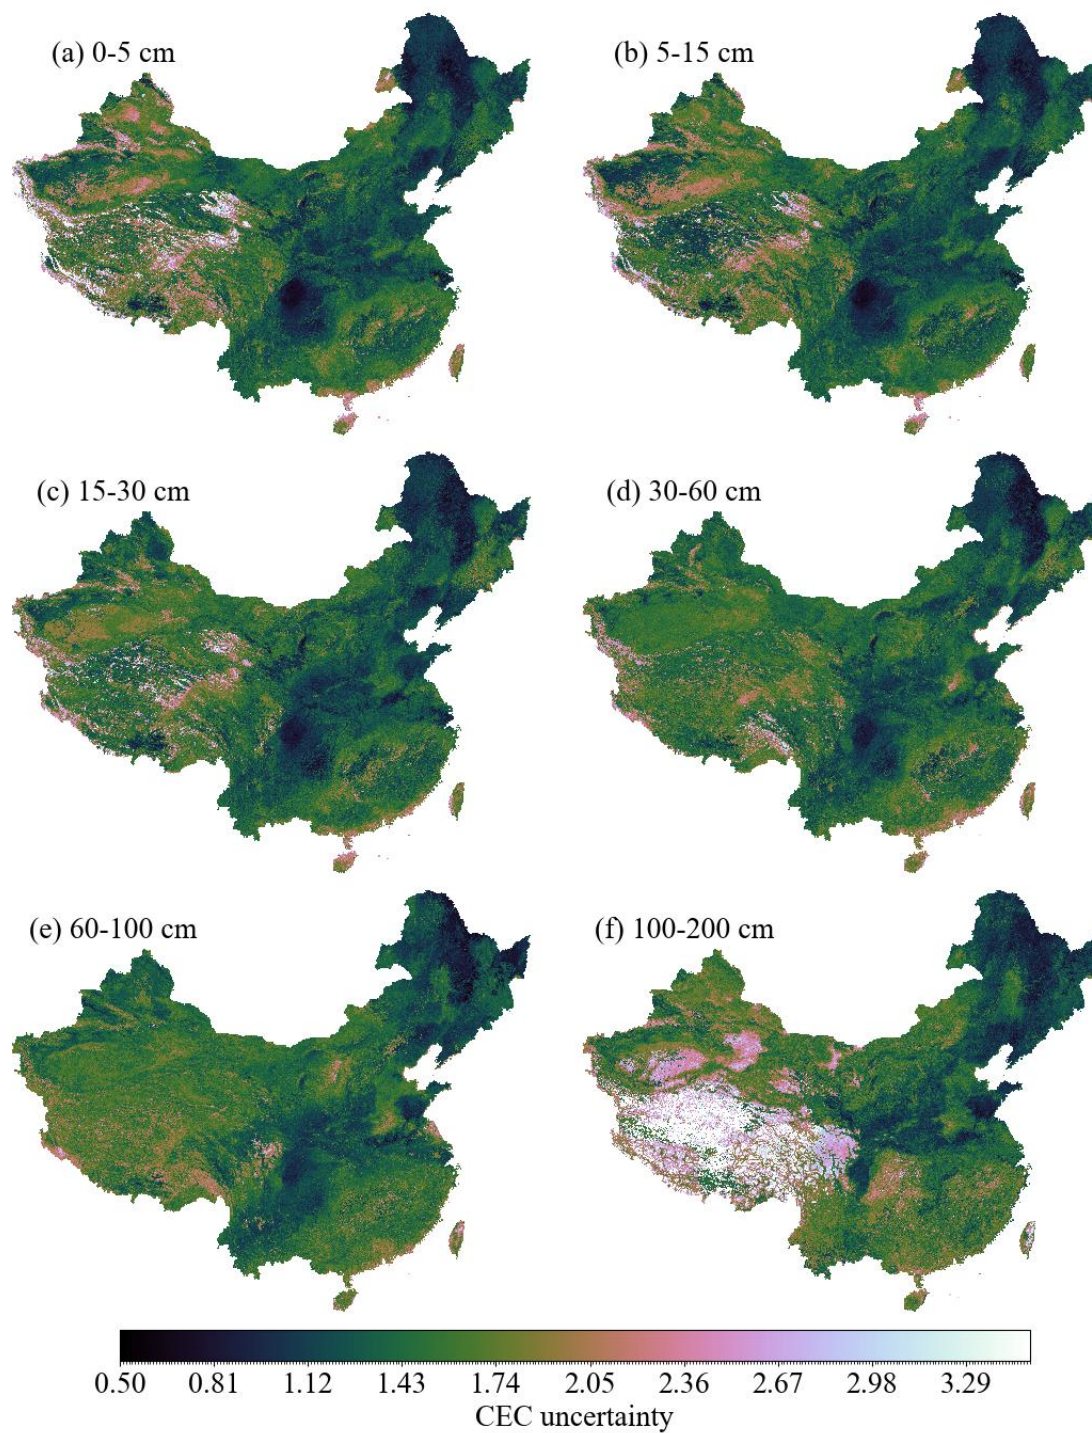 (a) 0-5 cm
(b) 5-15 cm
(c) 15-30 cm
(d) 30-60 cm
(e) 60-100 cm
(f) 100-200 cm
0.50 0.81 1.12 1.43 1.74 2.05 2.36 2.67 2.98 3.29
CEC uncertainty